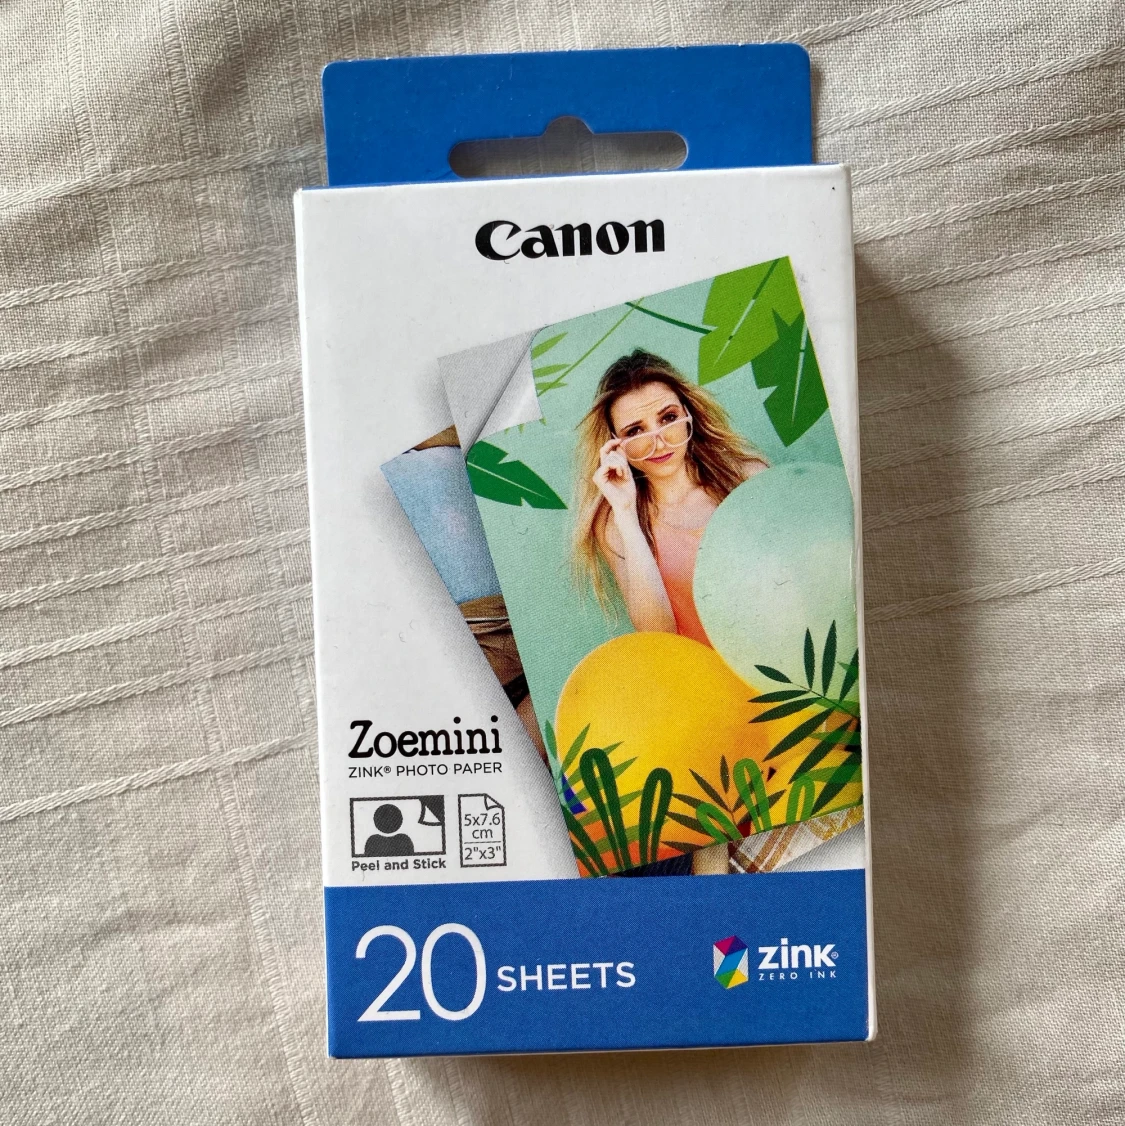 Canon
Zoemini
ZINK® PHOTO PAPER
Peel and Stick
5x7.6
cm
2"x3"
20 SHEETS
zink®
ZERO INK